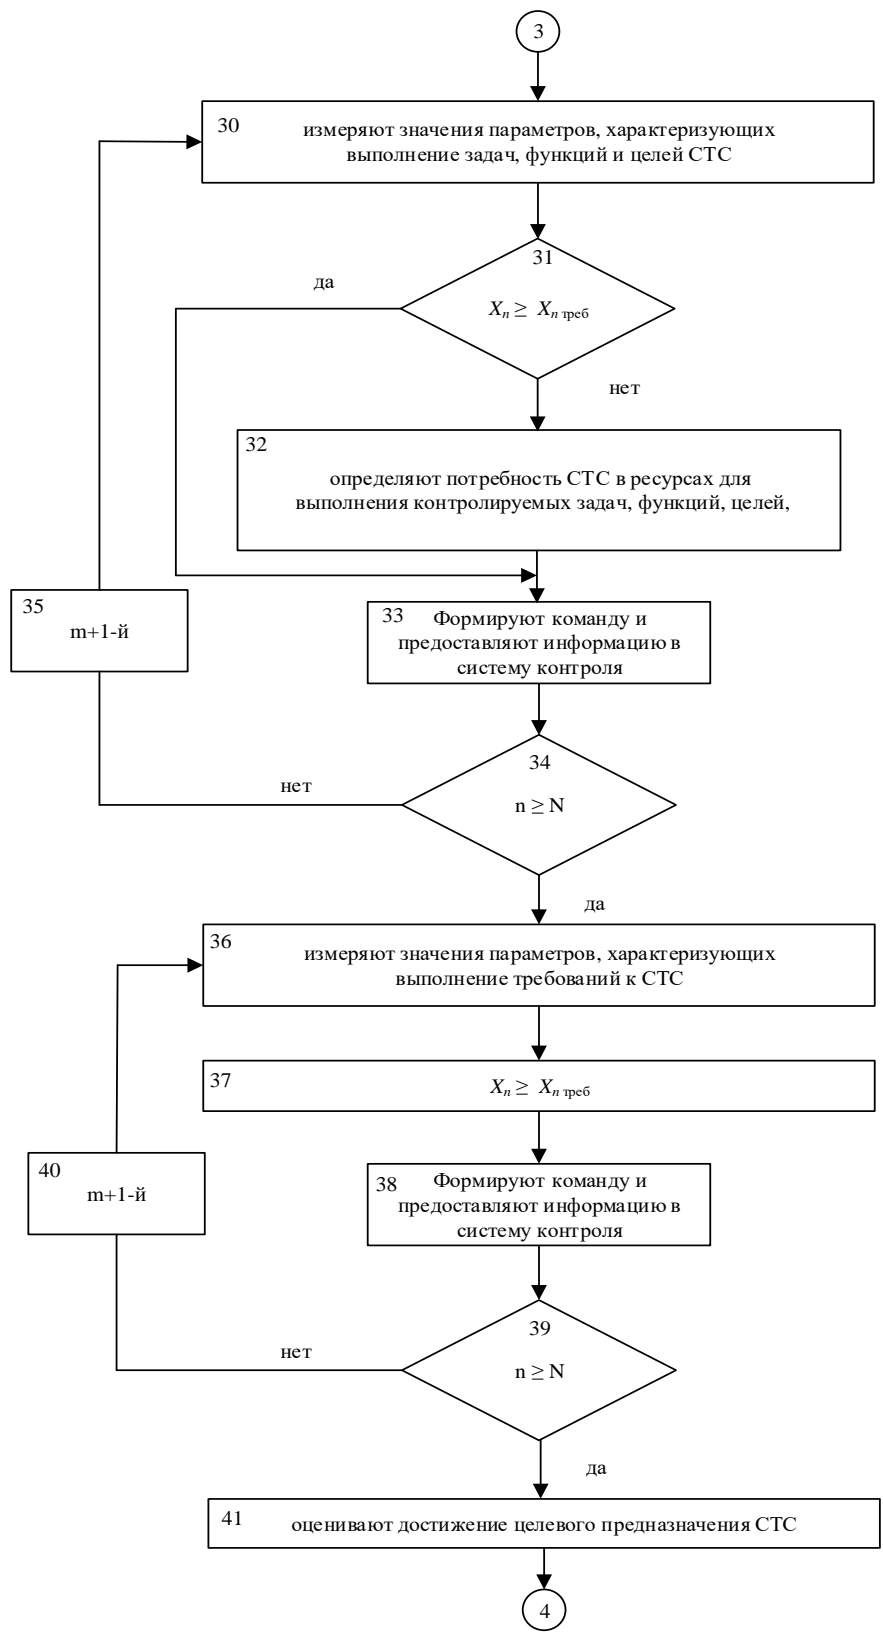 3
30
измеряют значения параметров, характеризующих
выполнение задач, функций и целей СТС
31
да
Xn ≥ Xn треб
нет
32
определяют потребность СТС в ресурсах для
выполнения контролируемых задач, функций, целей,
35
m+1-й
33
Формируют команду и
предоставляют информацию в
систему контроля
34
нет
n ≥ N
да
36
измеряют значения параметров, характеризующих
выполнение требований к СТС
37
Xn ≥ Xn треб
40
m+1-й
38
Формируют команду и
предоставляют информацию в
систему контроля
39
нет
n ≥ N
да
41
оценивают достижение целевого предназначения СТС
4